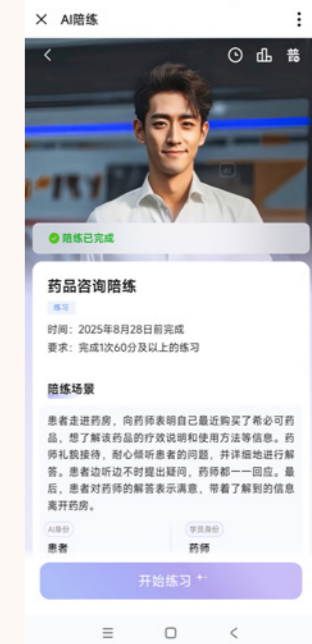 AI陪练
普
陪练已完成
药品咨询陪练
练习
时间：2025年8月28日前完成
要求：完成1次60分及以上的练习
陪练场景
患者走进药房，向药师表明自己最近购买了希必可药
品，想了解该药品的疗效说明和使用方法等信息。药
师礼貌接待，耐心倾听患者的问题，并详细地进行解
答。患者边听边不时提出疑问，药师都一一回应。最
后，患者对药师的解答表示满意，带着了解到的信息
离开药房。
AI身份
学员身份
患者
药师
开始练习